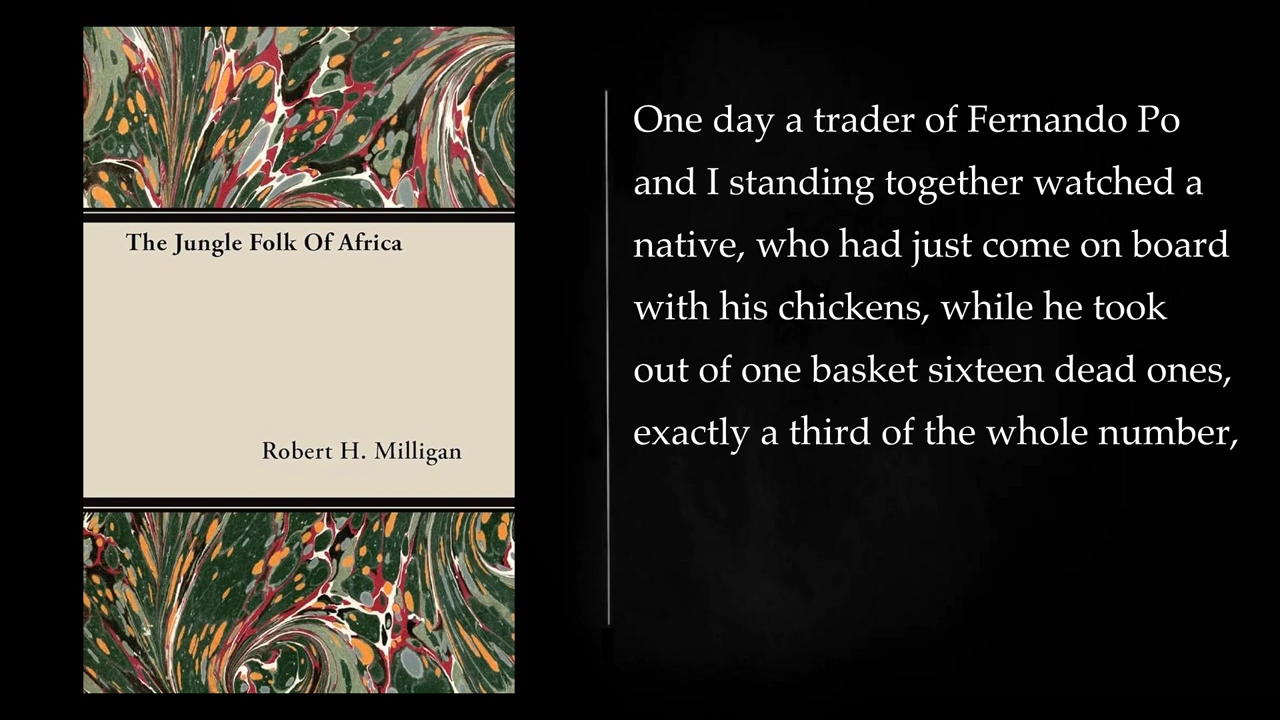 The Jungle Folk Of Africa
Robert H. Milligan
One day a trader of Fernando Po
and I standing together watched a
native, who had just come on board
with his chickens, while he took
out of one basket sixteen dead ones,
exactly a third of the whole number,